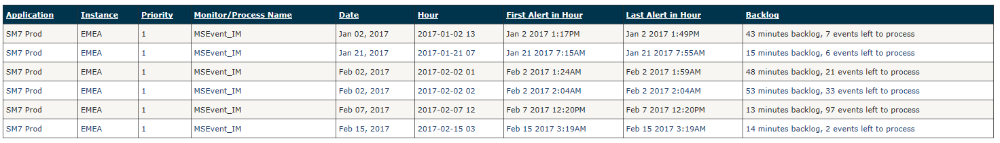 Application Instance Priority Monitor/Process Name Date Hour First Alert in Hour Last Alert in Hour Backlog
SM7 Prod EMEA 1 MSEvent_IM Jan 02, 2017 2017-01-02 13 Jan 2 2017 1:17PM Jan 2 2017 1:49PM 43 minutes backlog, 7 events left to process
SM7 Prod EMEA 1 MSEvent_IM Jan 21, 2017 2017-01-21 07 Jan 21 2017 7:15AM Jan 21 2017 7:55AM 15 minutes backlog, 6 events left to process
SM7 Prod EMEA 1 MSEvent_IM Feb 02, 2017 2017-02-02 01 Feb 2 2017 1:24AM Feb 2 2017 1:59AM 48 minutes backlog, 21 events left to process
SM7 Prod EMEA 1 MSEvent_IM Feb 02, 2017 2017-02-02 02 Feb 2 2017 2:04AM Feb 2 2017 2:04AM 53 minutes backlog, 33 events left to process
SM7 Prod EMEA 1 MSEvent_IM Feb 07, 2017 2017-02-07 12 Feb 7 2017 12:20PM Feb 7 2017 12:20PM 13 minutes backlog, 97 events left to process
SM7 Prod EMEA 1 MSEvent_IM Feb 15, 2017 2017-02-15 03 Feb 15 2017 3:19AM Feb 15 2017 3:19AM 14 minutes backlog, 2 events left to process